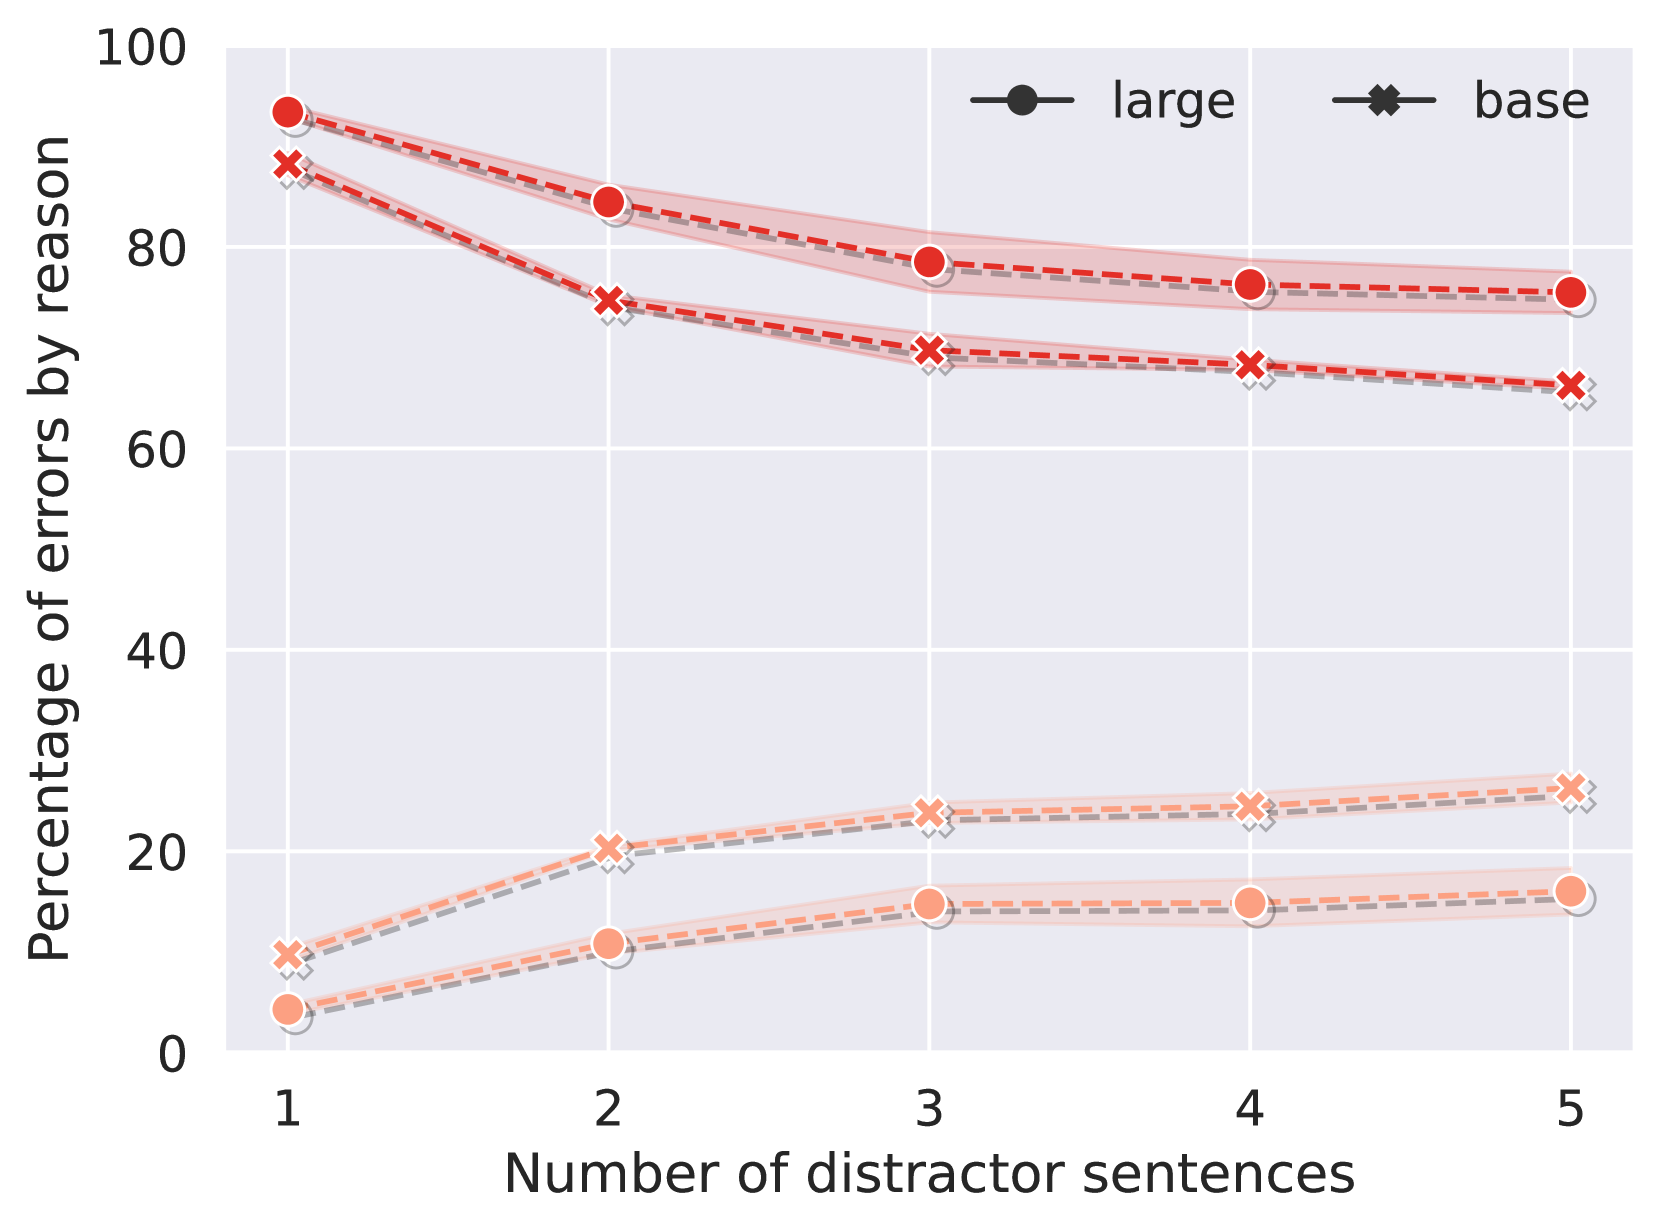 Percentage of errors by reason
100
80
60
40
20
0
large
base
1 2 3 4 5
Number of distractor sentences